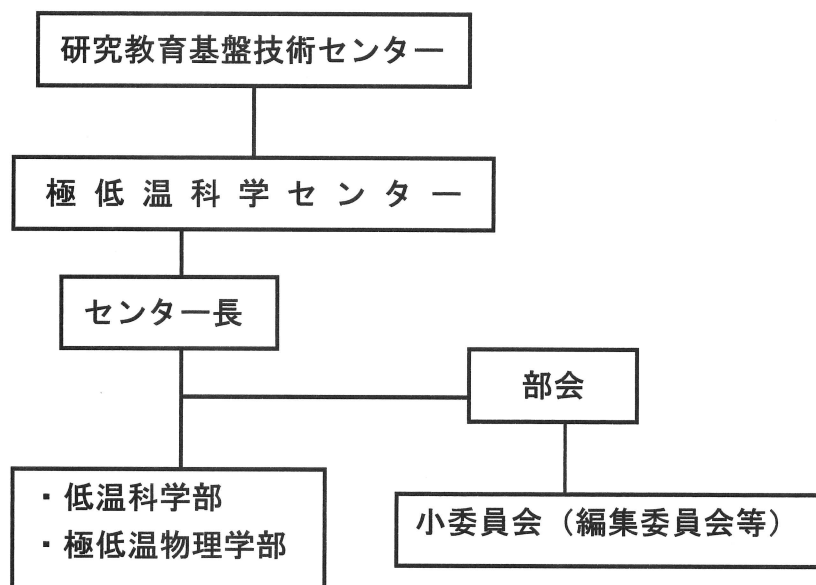 研究教育基盤技術センター
極低温科学センター
センター長
部会
・低温科学部
・極低温物理学部
小委員会（編集委員会等）